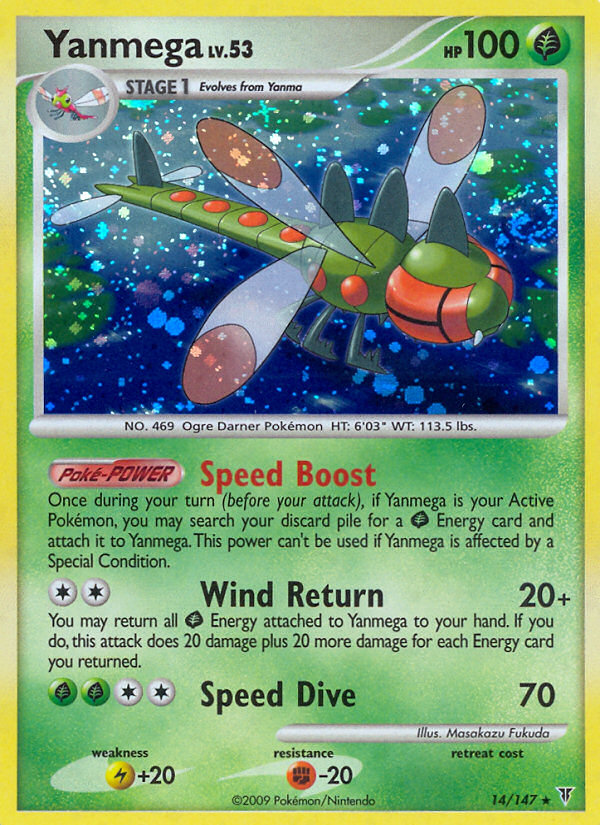 Yanmega LV.53
HP 100
STAGE 1 Evolves from Yanma
NO. 469 Ogre Darner Pokémon HT: 6'03" WT: 113.5 lbs.
Poké-POWER Speed Boost
Once during your turn (before your attack), if Yanmega is your Active
Pokémon, you may search your discard pile for a Energy card and
attach it to Yanmega. This power can't be used if Yanmega is affected by a
Special Condition.
Wind Return 20+
You may return all Energy attached to Yanmega to your hand. If you
do, this attack does 20 damage plus 20 more damage for each Energy card
you returned.
Speed Dive 70
Illus. Masakazu Fukuda
weakness resistance retreat cost
+20 -20
©2009 Pokémon/Nintendo 14/147 ★